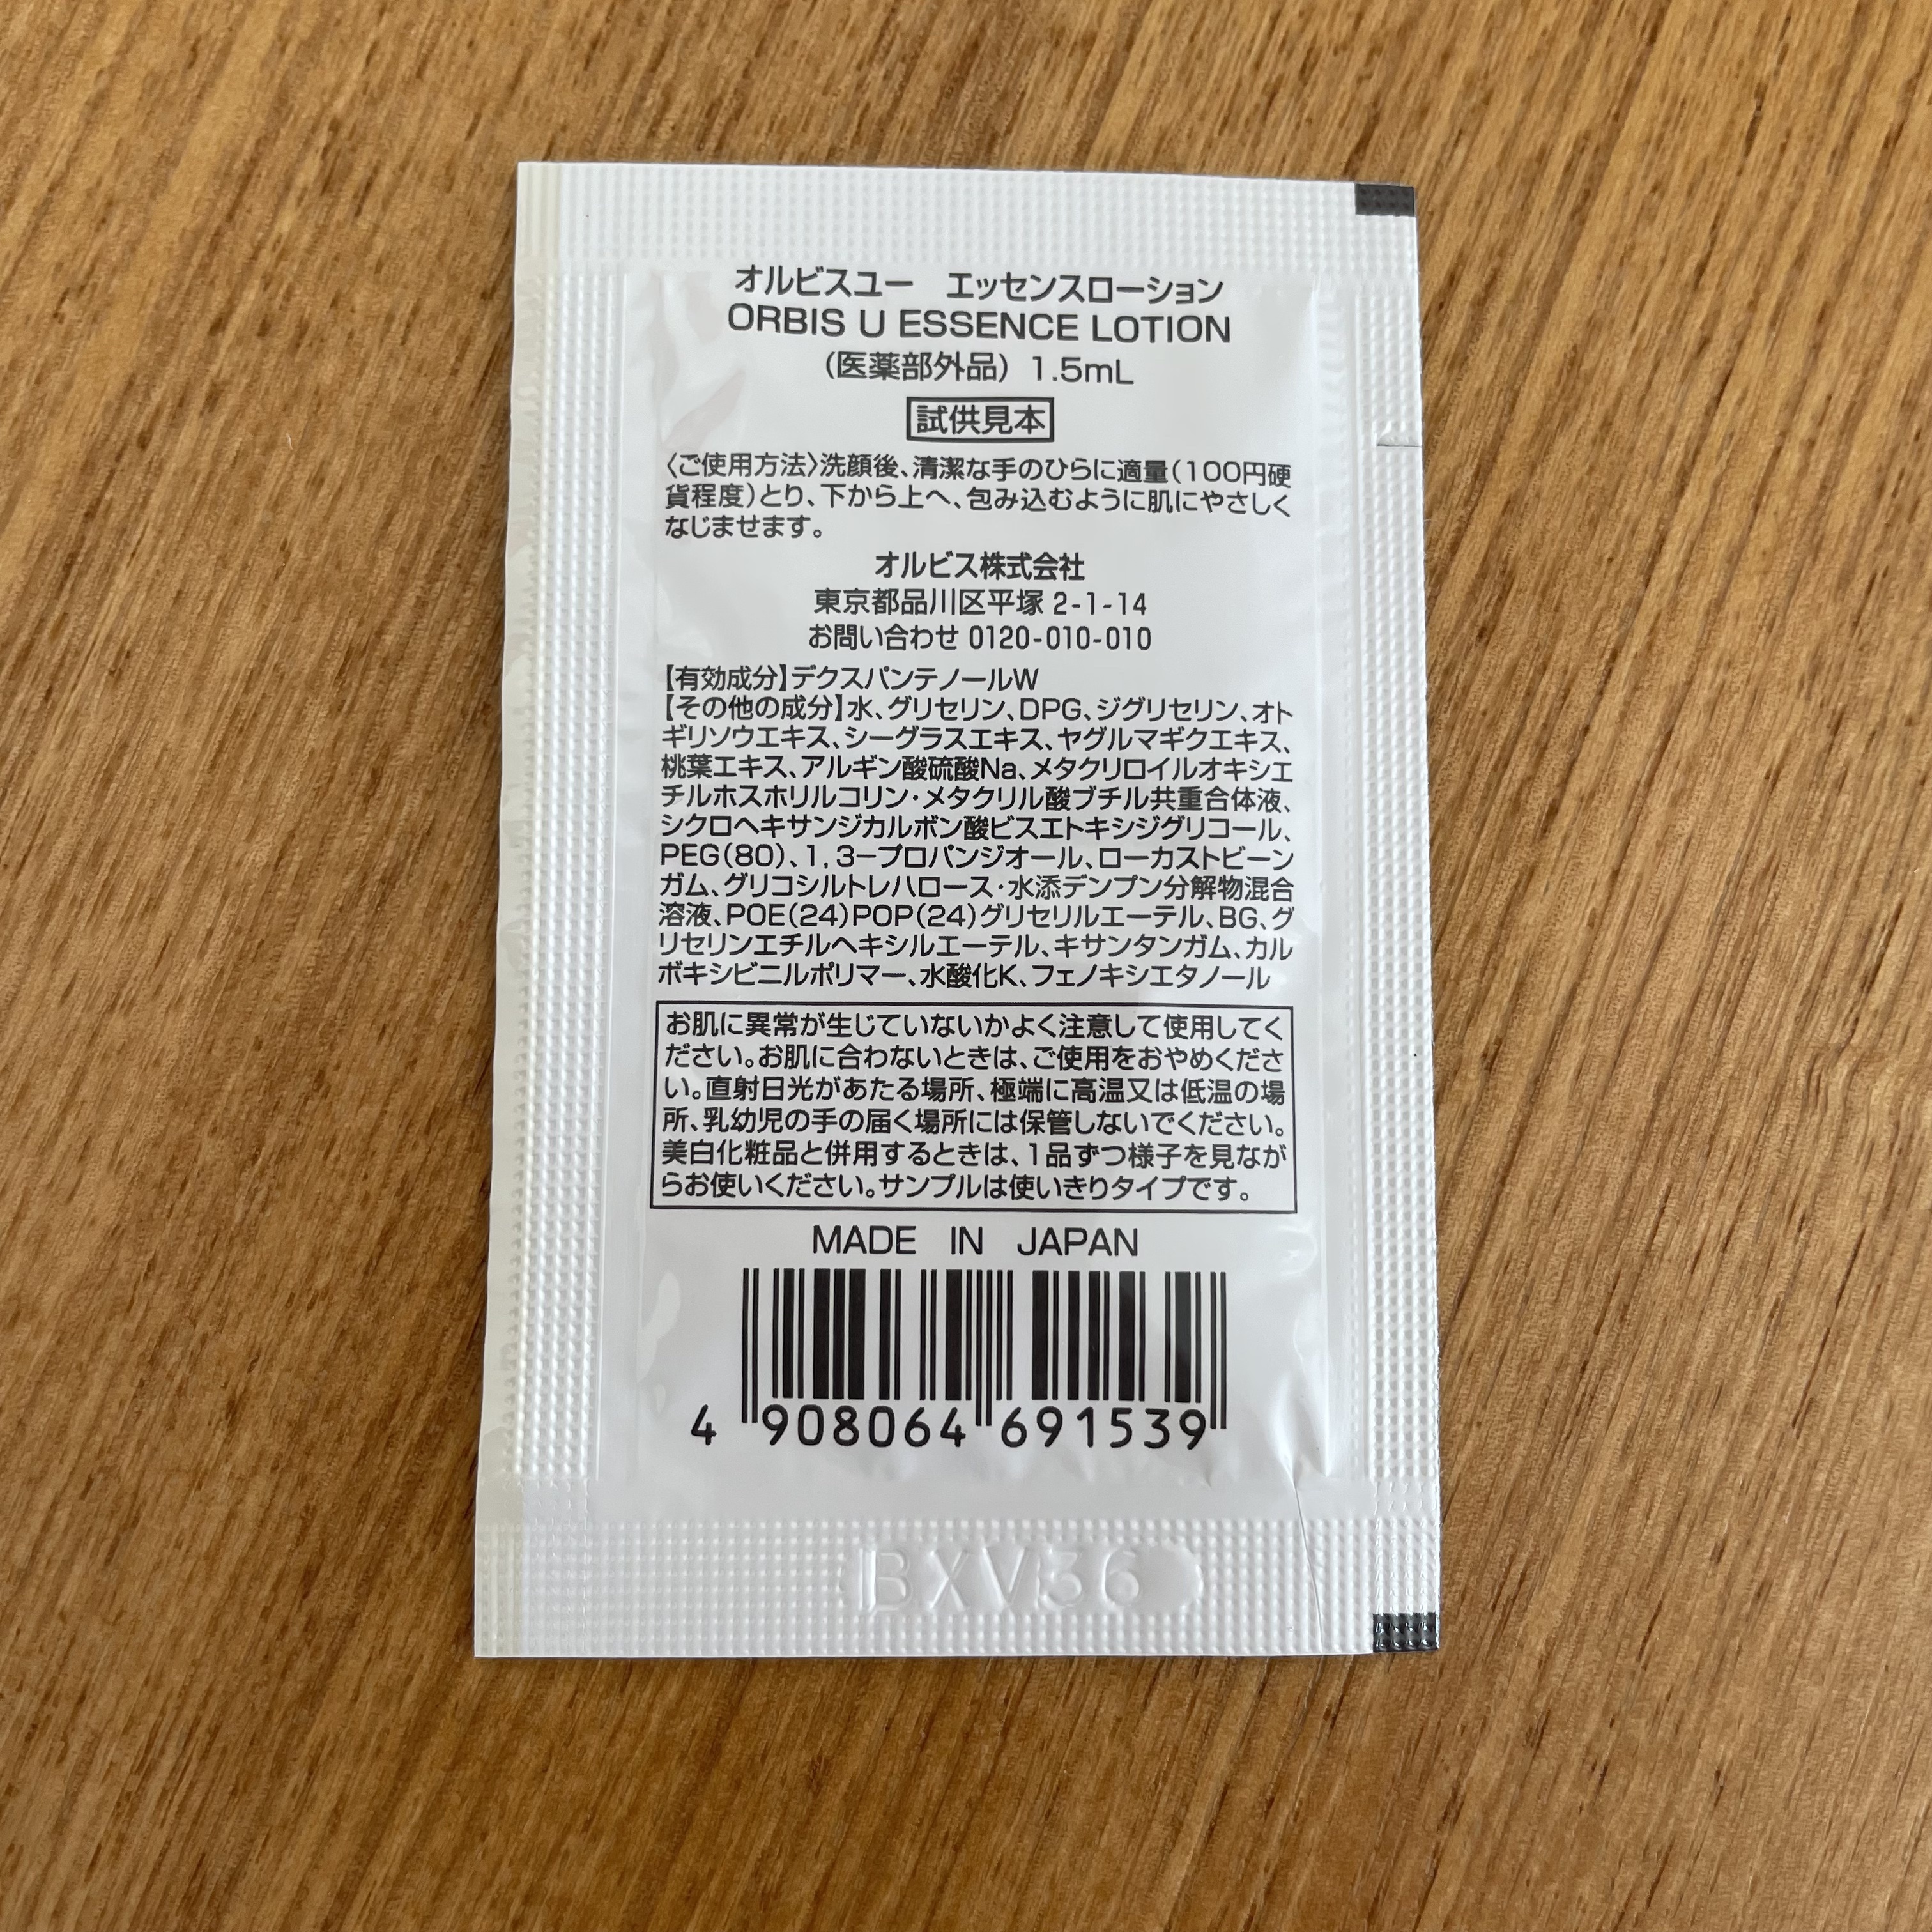 オルビスユー　エッセンスローション
ORBIS U ESSENCE LOTION
(医薬部外品) 1.5mL
試供見本
〈ご使用方法〉洗顔後、清潔な手のひらに適量(100円硬
貨程度)とり、下から上へ、包み込むように肌にやさしく
なじませます。
オルビス株式会社
東京都品川区平塚 2-1-14
お問い合わせ 0120-010-010
【有効成分】デクスパンテノールW
【その他の成分】水、グリセリン、DPG、ジグリセリン、オト
ギリソウエキス、シーグラスエキス、ヤグルマギクエキス、
桃葉エキス、アルギン酸硫酸Na、メタクリロイルオキシエ
チルホスホリルコリン・メタクリル酸ブチル共重合体液、
シクロヘキサンジカルボン酸ビスエトキシジグリコール、
PEG(80)、1,3−プロパンジオール、ローカストビーン
ガム、グリコシルトレハロース・水添デンプン分解物混合
溶液、POE(24)POP(24)グリセリルエーテル、BG、グ
リセリンエチルヘキシルエーテル、キサンタンガム、カル
ボキシビニルポリマー、水酸化K、フェノキシエタノール
お肌に異常が生じていないかよく注意して使用してく
ださい。お肌に合わないときは、ご使用をおやめくださ
い。直射日光があたる場所、極端に高温又は低温の場
所、乳幼児の手の届く場所には保管しないでください。
美白化粧品と併用するときは、1品ずつ様子を見なが
らお使いください。サンプルは使いきりタイプです。
MADE IN JAPAN
4 908064 691539
BXV36